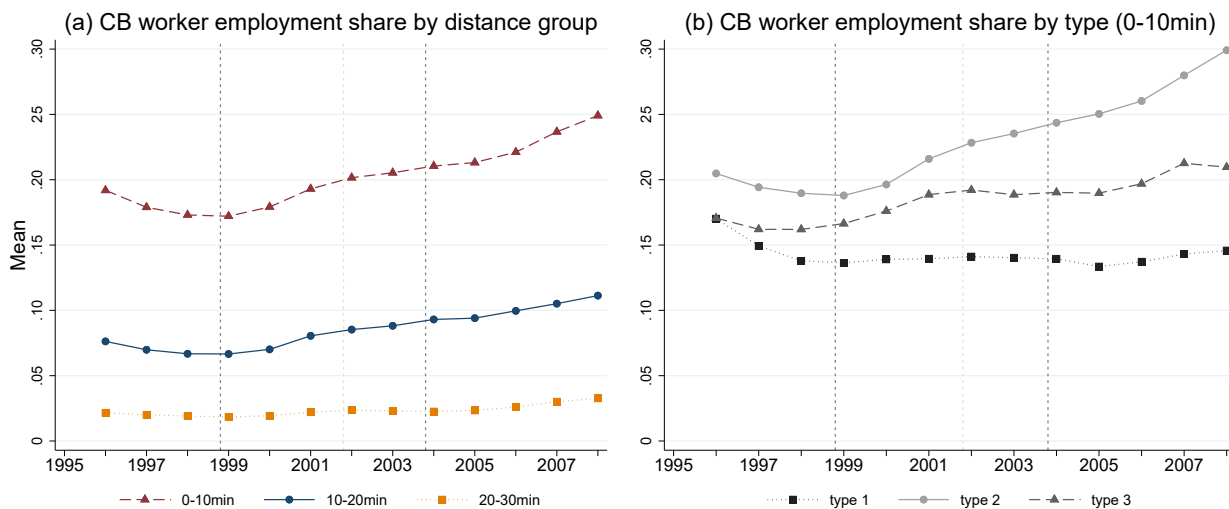 (a) CB worker employment share by distance group
Mean
.30
.25
.20
.15
.10
.05
0
1995 1997 1999 2001 2003 2005 2007
0-10min 10-20min 20-30min
(b) CB worker employment share by type (0-10min)
.30
.25
.20
.15
.10
.05
0
1995 1997 1999 2001 2003 2005 2007
type 1 type 2 type 3